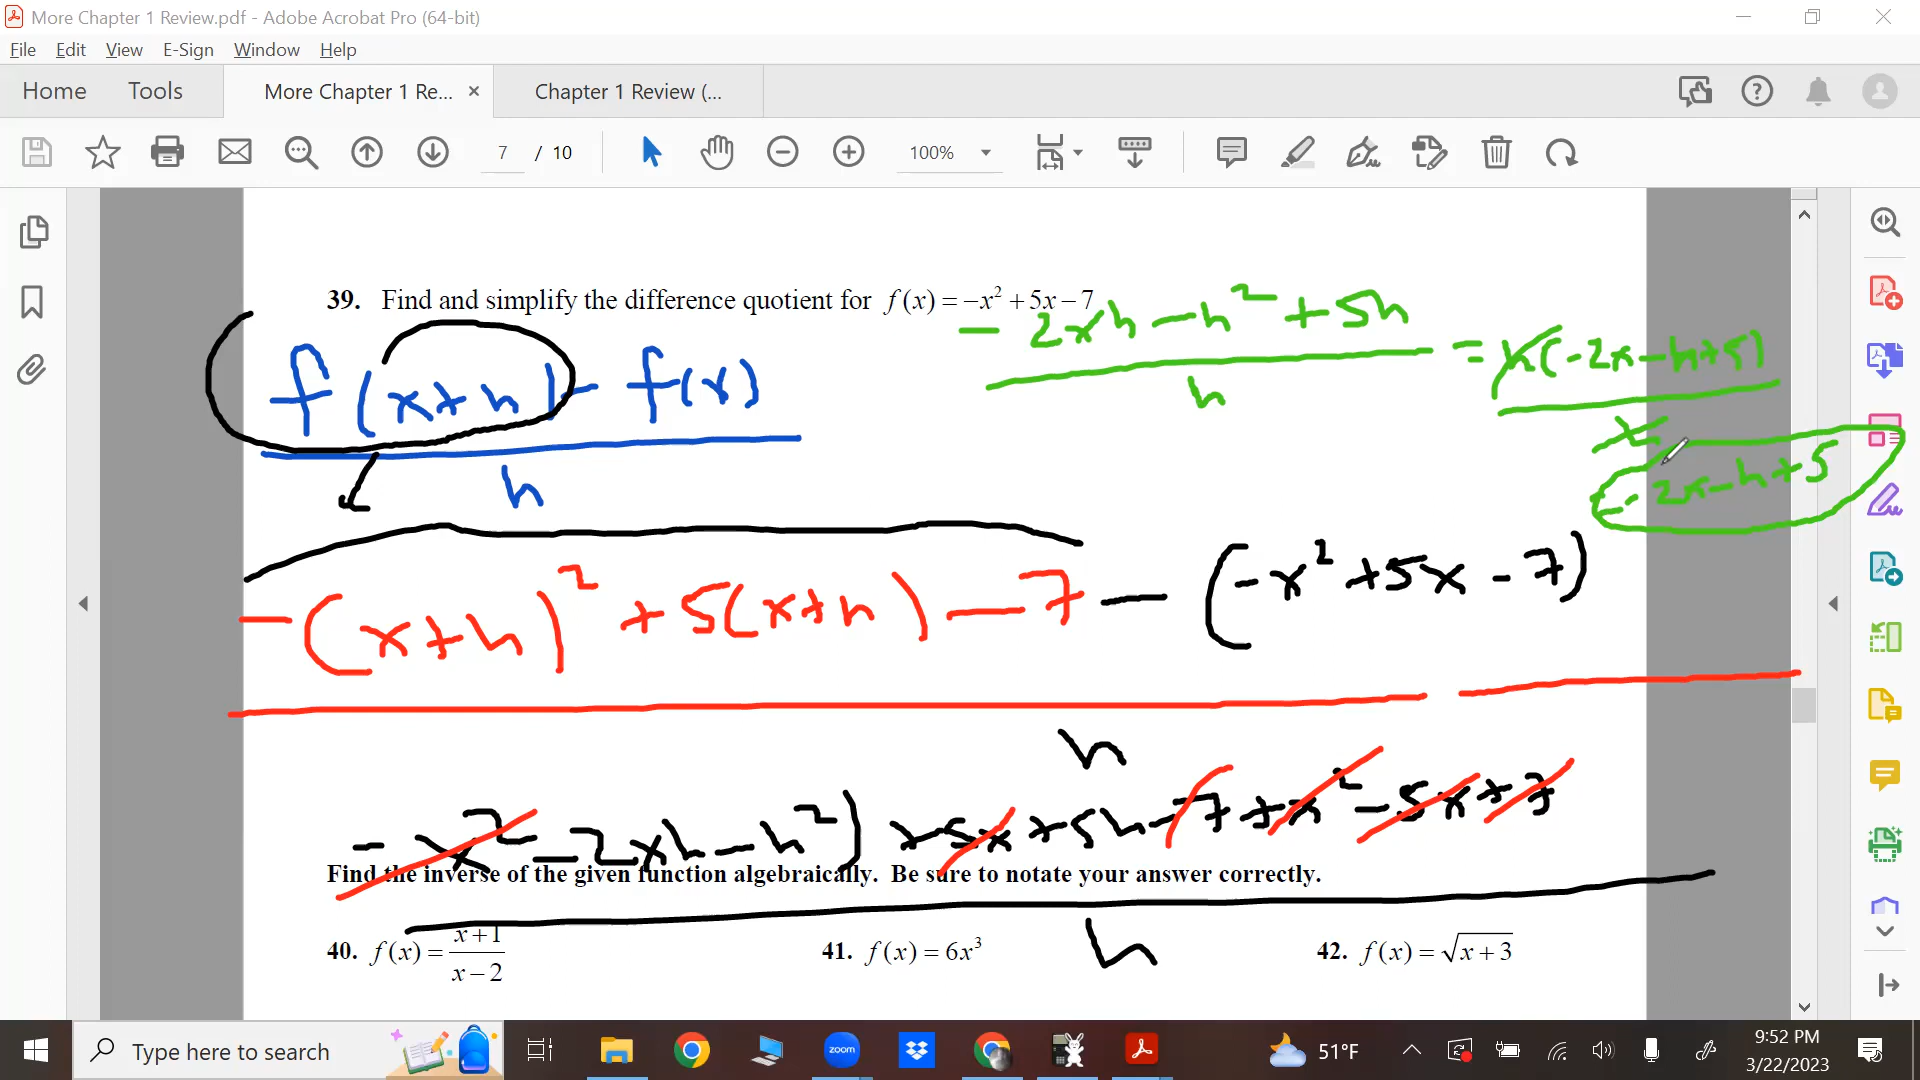 More Chapter 1 Review.pdf - Adobe Acrobat Pro (64-bit)
File Edit View E-Sign Window Help
Home Tools More Chapter 1 Re... × Chapter 1 Review (...
7 / 10 100%
39. Find and simplify the difference quotient for f(x) = −x² + 5x − 7
− 2xh − h² + 5h
h
= h(−2x − h + 5)
h
f(x+h) − f(x)
h
−2x − h + 5
−(x+h)² + 5(x+h) − 7 − (−x² + 5x − 7)
h
− x² − 2xh − h²) + 5x + 5h − 7 + x² − 5x + 7
h
Find the inverse of the given function algebraically. Be sure to notate your answer correctly.
40. f(x) = x+1 / x−2 41. f(x) = 6x³ 42. f(x) = √x+3
Type here to search
zoom
51°F
9:52 PM
3/22/2023